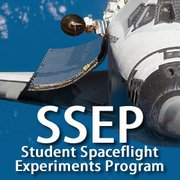 SSEP
Student Spaceflight
Experiments Program